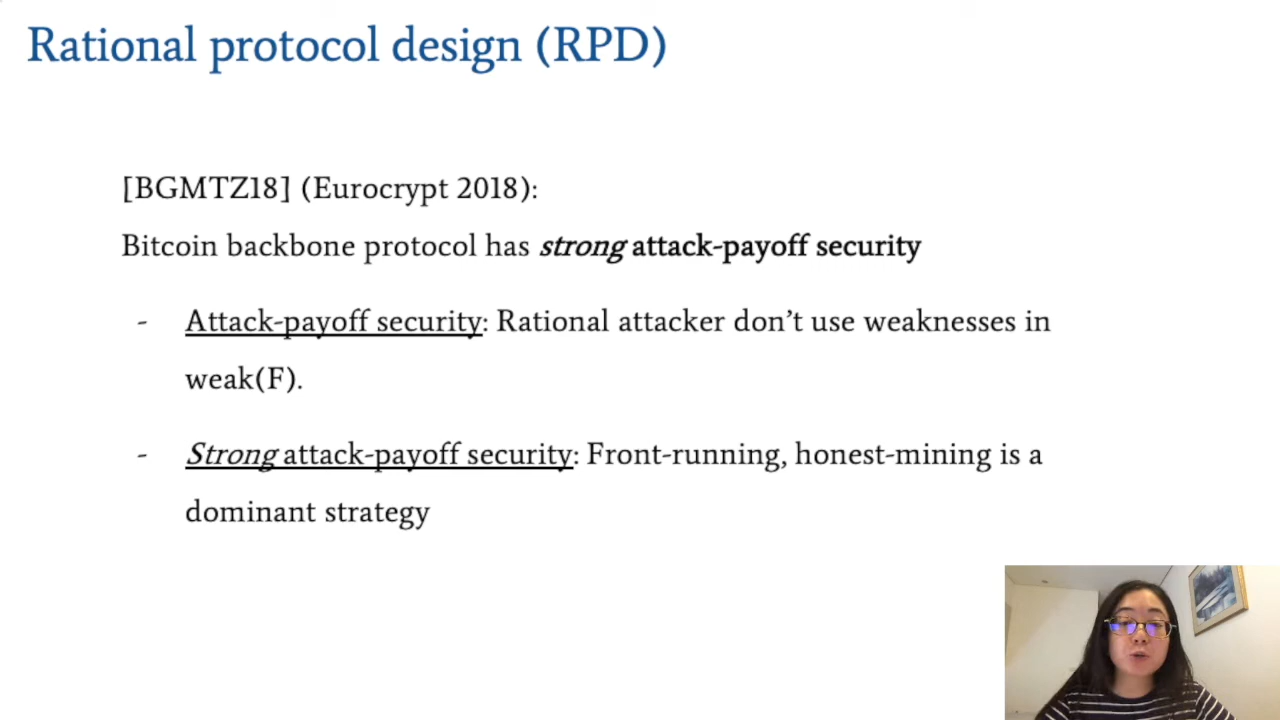 Rational protocol design (RPD)
[BGMTZ18] (Eurocrypt 2018):
Bitcoin backbone protocol has strong attack-payoff security
- Attack-payoff security: Rational attacker don’t use weaknesses in
weak(F).
- Strong attack-payoff security: Front-running, honest-mining is a
dominant strategy